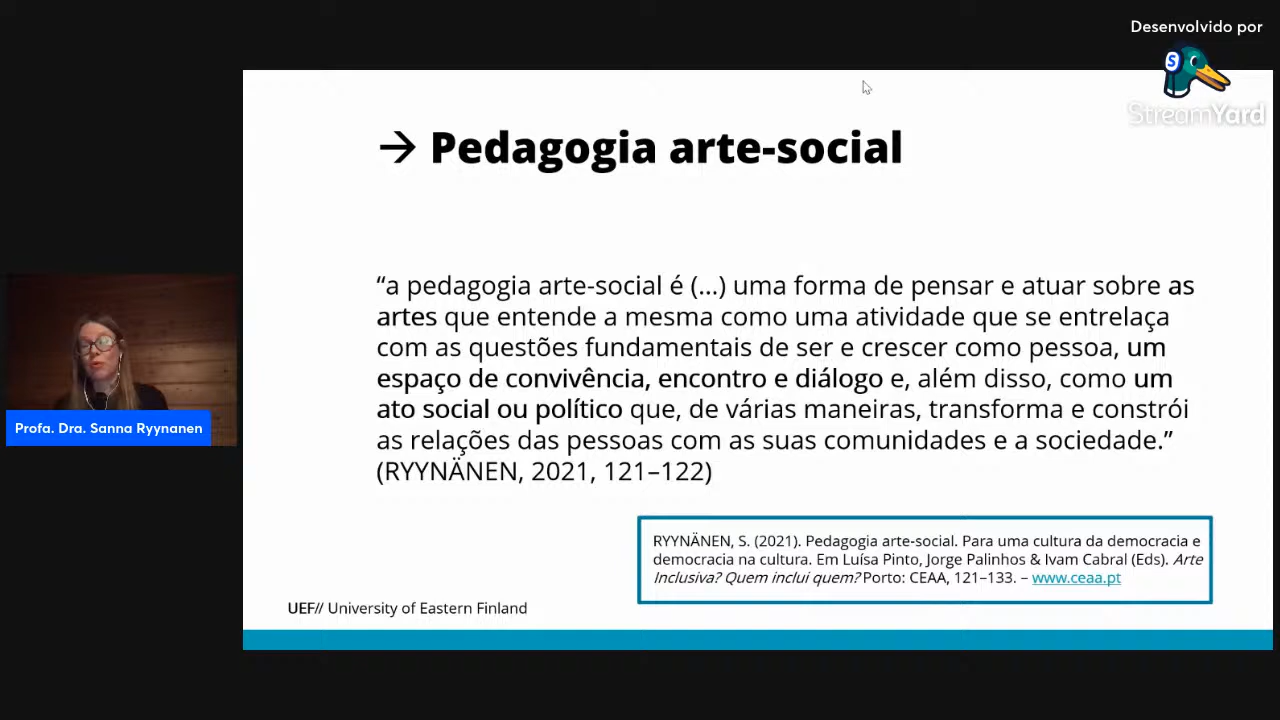 Desenvolvido por
S
StreamYard
→ Pedagogia arte-social
“a pedagogia arte-social é (...) uma forma de pensar e atuar sobre as
artes que entende a mesma como uma atividade que se entrelaça
com as questões fundamentais de ser e crescer como pessoa, um
espaço de convivência, encontro e diálogo e, além disso, como um
ato social ou político que, de várias maneiras, transforma e constrói
as relações das pessoas com as suas comunidades e a sociedade.”
(RYYNÄNEN, 2021, 121–122)
Profa. Dra. Sanna Ryynanen
RYYNÄNEN, S. (2021). Pedagogia arte-social. Para uma cultura da democracia e
democracia na cultura. Em Luísa Pinto, Jorge Palinhos & Ivam Cabral (Eds). Arte
Inclusiva? Quem inclui quem? Porto: CEAA, 121–133. – www.ceaa.pt
UEF// University of Eastern Finland